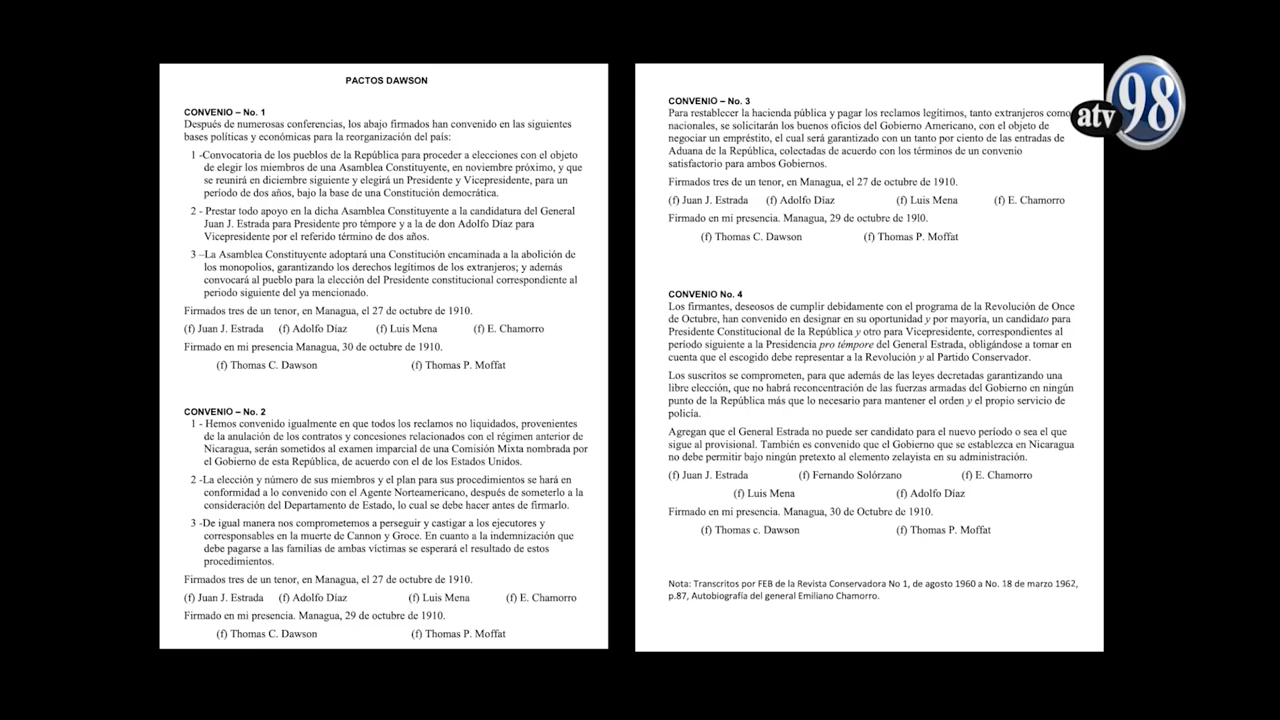 PACTOS DAWSON
CONVENIO – No. 1
Después de numerosas conferencias, los abajo firmados han convenido en las siguientes
bases políticas y económicas para la reorganización del país:
1 -Convocatoria de los pueblos de la República para proceder a elecciones con el objeto
de elegir los miembros de una Asamblea Constituyente, en noviembre próximo, y que
se reunirá en diciembre siguiente y elegirá un Presidente y Vicepresidente, para un
período de dos años, bajo la base de una Constitución democrática.
2 - Prestar todo apoyo en la dicha Asamblea Constituyente a la candidatura del General
Juan J. Estrada para Presidente pro témpore y a la de don Adolfo Díaz para
Vicepresidente por el referido término de dos años.
3 –La Asamblea Constituyente adoptará una Constitución encaminada a la abolición de
los monopolios, garantizando los derechos legítimos de los extranjeros; y además
convocará al pueblo para la elección del Presidente constitucional correspondiente al
periodo siguiente del ya mencionado.
Firmados tres de un tenor, en Managua, el 27 de octubre de 1910.
(f) Juan J. Estrada (f) Adolfo Díaz (f) Luis Mena (f) E. Chamorro
Firmado en mi presencia Managua, 30 de octubre de 1910.
(f) Thomas C. Dawson (f) Thomas P. Moffat
CONVENIO – No. 2
1 - Hemos convenido igualmente en que todos los reclamos no liquidados, provenientes
de la anulación de los contratos y concesiones relacionados con el régimen anterior de
Nicaragua, serán sometidos al examen imparcial de una Comisión Mixta nombrada por
el Gobierno de esta República, de acuerdo con el de los Estados Unidos.
2 -La elección y número de sus miembros y el plan para sus procedimientos se hará en
conformidad a lo convenido con el Agente Norteamericano, después de someterlo a la
consideración del Departamento de Estado, lo cual se debe hacer antes de firmarlo.
3 -De igual manera nos comprometemos a perseguir y castigar a los ejecutores y
corresponsables en la muerte de Cannon y Groce. En cuanto a la indemnización que
debe pagarse a las familias de ambas víctimas se esperará el resultado de estos
procedimientos.
Firmados tres de un tenor, en Managua, el 27 de octubre de 1910.
(f) Juan J. Estrada (f) Adolfo Díaz (f) Luis Mena (f) E. Chamorro
Firmado en mi presencia. Managua, 29 de octubre de 1910.
(f) Thomas C. Dawson (f) Thomas P. Moffat
CONVENIO – No. 3
Para restablecer la hacienda pública y pagar los reclamos legítimos, tanto extranjeros como
nacionales, se solicitarán los buenos oficios del Gobierno Americano, con el objeto de
negociar un empréstito, el cual será garantizado con un tanto por ciento de las entradas de
Aduana de la República, colectadas de acuerdo con los términos de un convenio
satisfactorio para ambos Gobiernos.
Firmados tres de un tenor, en Managua, el 27 de octubre de 1910.
(f) Juan J. Estrada (f) Adolfo Díaz (f) Luis Mena (f) E. Chamorro
Firmado en mi presencia. Managua, 29 de octubre de 1910.
(f) Thomas C. Dawson (f) Thomas P. Moffat
CONVENIO No. 4
Los firmantes, deseosos de cumplir debidamente con el programa de la Revolución de Once
de Octubre, han convenido en designar en su oportunidad y por mayoría, un candidato para
Presidente Constitucional de la República y otro para Vicepresidente, correspondientes al
período siguiente a la Presidencia pro témpore del General Estrada, obligándose a tomar en
cuenta que el escogido debe representar a la Revolución y al Partido Conservador.
Los suscritos se comprometen, para que además de las leyes decretadas garantizando una
libre elección, que no habrá reconcentración de las fuerzas armadas del Gobierno en ningún
punto de la República más que lo necesario para mantener el orden y el propio servicio de
policía.
Agregan que el General Estrada no puede ser candidato para el nuevo período o sea el que
sigue al provisional. También es convenido que el Gobierno que se establezca en Nicaragua
no debe permitir bajo ningún pretexto al elemento zelayista en su administración.
(f) Juan J. Estrada (f) Fernando Solórzano (f) E. Chamorro
(f) Luis Mena (f) Adolfo Díaz
Firmado en mi presencia. Managua, 30 de Octubre de 1910.
(f) Thomas c. Dawson (f) Thomas P. Moffat
Nota: Transcritos por FEB de la Revista Conservadora No 1, de agosto 1960 a No. 18 de marzo 1962,
p.87, Autobiografía del general Emiliano Chamorro.
atv 98